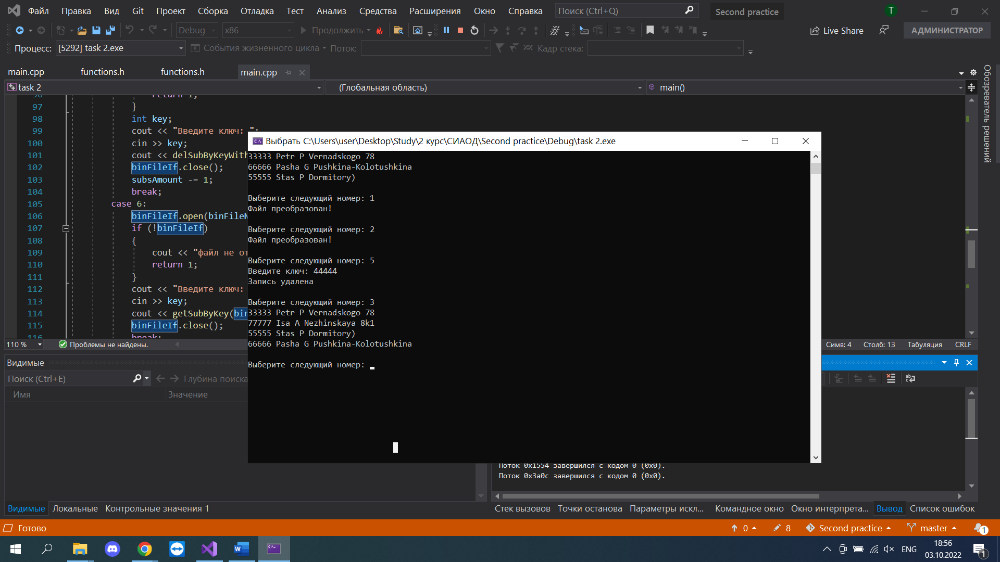 Файл Правка Вид Git Проект Сборка Отладка Тест Анализ Средства Расширения Окно Справка Поиск (Ctrl+Q) Second practice T
Debug x86 Продолжить Live Share АДМИНИСТРАТОР
Процесс: [5292] task 2.exe События жизненного цикла Поток: Кадр стека:
main.cpp functions.h functions.h main.cpp
task 2 (Глобальная область) main()
Обозреватель решений
96 return 1;
97 }
98 int key;
99 cout << "Введите ключ: ";
100 cin >> key;
101 cout << delSubByKeyWith
102 binFileIf.close();
103 subsAmount -= 1;
104 break;
105 case 6:
106 binFileIf.open(binFileN
107 if (!binFileIf)
108 {
109 cout << "файл не от
110 return 1;
111 }
112 cout << "Введите ключ:
113 cin >> key;
114 cout << getSubByKey(bin
115 binFileIf.close();
116 break;
Выбрать C:\Users\user\Desktop\Study\2 курс\СИАОД\Second practice\Debug\task 2.exe
33333 Petr P Vernadskogo 78
66666 Pasha G Pushkina-Kolotushkina
55555 Stas P Dormitory)
Выберите следующий номер: 1
Файл преобразован!
Выберите следующий номер: 2
Файл преобразован!
Выберите следующий номер: 5
Введите ключ: 44444
Запись удалена
Выберите следующий номер: 3
33333 Petr P Vernadskogo 78
77777 Isa A Nezhinskaya 8k1
55555 Stas P Dormitory)
66666 Pasha G Pushkina-Kolotushkina
Выберите следующий номер:
110 % Проблемы не найдены. Симв: 4 Столб: 13 Табуляция CRLF
Видимые
Поиск (Ctrl+E) Глубина поиска
Имя Значение
Поток 0x1554 завершился с кодом 0 (0x0).
Поток 0x3a0c завершился с кодом 0 (0x0).
Видимые Локальные Контрольные значения 1 Стек вызовов Точки останова Параметры искл... Командное окно Окно интерпрета... Вывод Список ошибок
Готово 0 8 Second practice master 1
ENG 18:56
03.10.2022 1